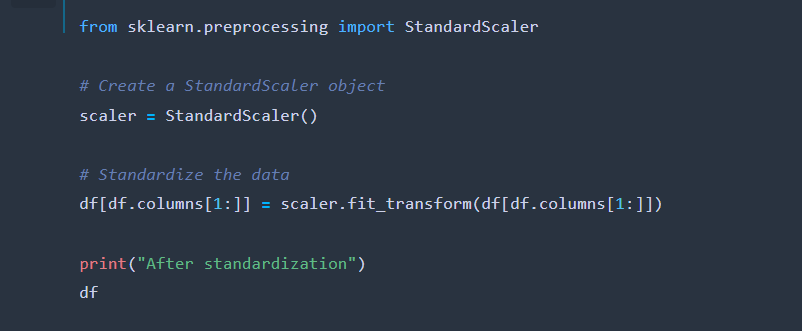 from sklearn.preprocessing import StandardScaler
# Create a StandardScaler object
scaler = StandardScaler()
# Standardize the data
df[df.columns[1:]] = scaler.fit_transform(df[df.columns[1:]])
print("After standardization")
df